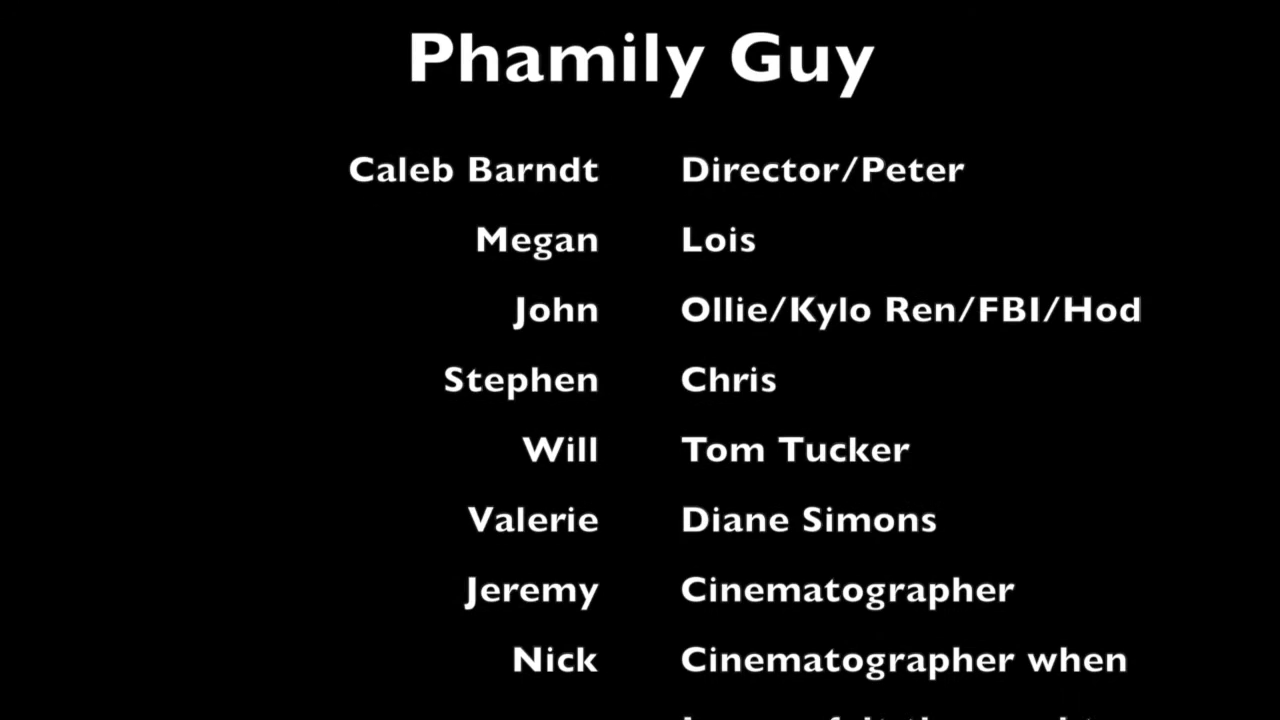 Phamily Guy
Caleb Barndt Director/Peter
Megan Lois
John Ollie/Kylo Ren/FBI/Hod
Stephen Chris
Will Tom Tucker
Valerie Diane Simons
Jeremy Cinematographer
Nick Cinematographer when